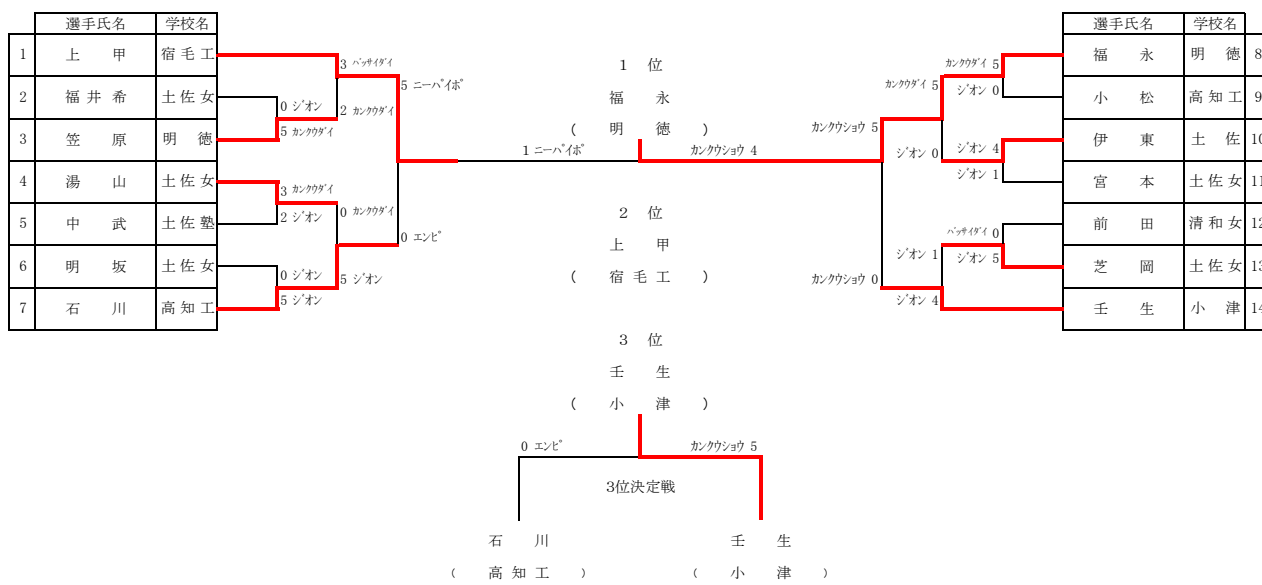 選手氏名 学校名
1 上甲 宿毛工
2 福井希 土佐女
3 笠原 明徳
4 湯山 土佐女
5 中武 土佐塾
6 明坂 土佐女
7 石川 高知工
3 バッサイダイ
0 ジオン
5 カンクウダイ
2 カンクウダイ
5 ニーパイポ
3 カンクウダイ
2 ジオン
0 カンクウダイ
0 ジオン
5 ジオン
5 ジオン
0 エンピ
1 ニーパイポ
1位
福永
(明徳)
カンクウショウ 4
2位
上甲
(宿毛工)
3位
壬生
(小津)
0 エンピ
カンクウショウ 5
3位決定戦
石川
(高知工)
壬生
(小津)
カンクウショウ 5
カンクウショウ 0
カンクウダイ 5
ジオン 0
ジオン 1
ジオン 4
カンクウダイ 5
ジオン 0
ジオン 4
ジオン 1
バッサイダイ 0
ジオン 5
選手氏名 学校名
福永 明徳 8
小松 高知工 9
伊東 土佐 10
宮本 土佐女 11
前田 清和女 12
芝岡 土佐女 13
壬生 小津 14